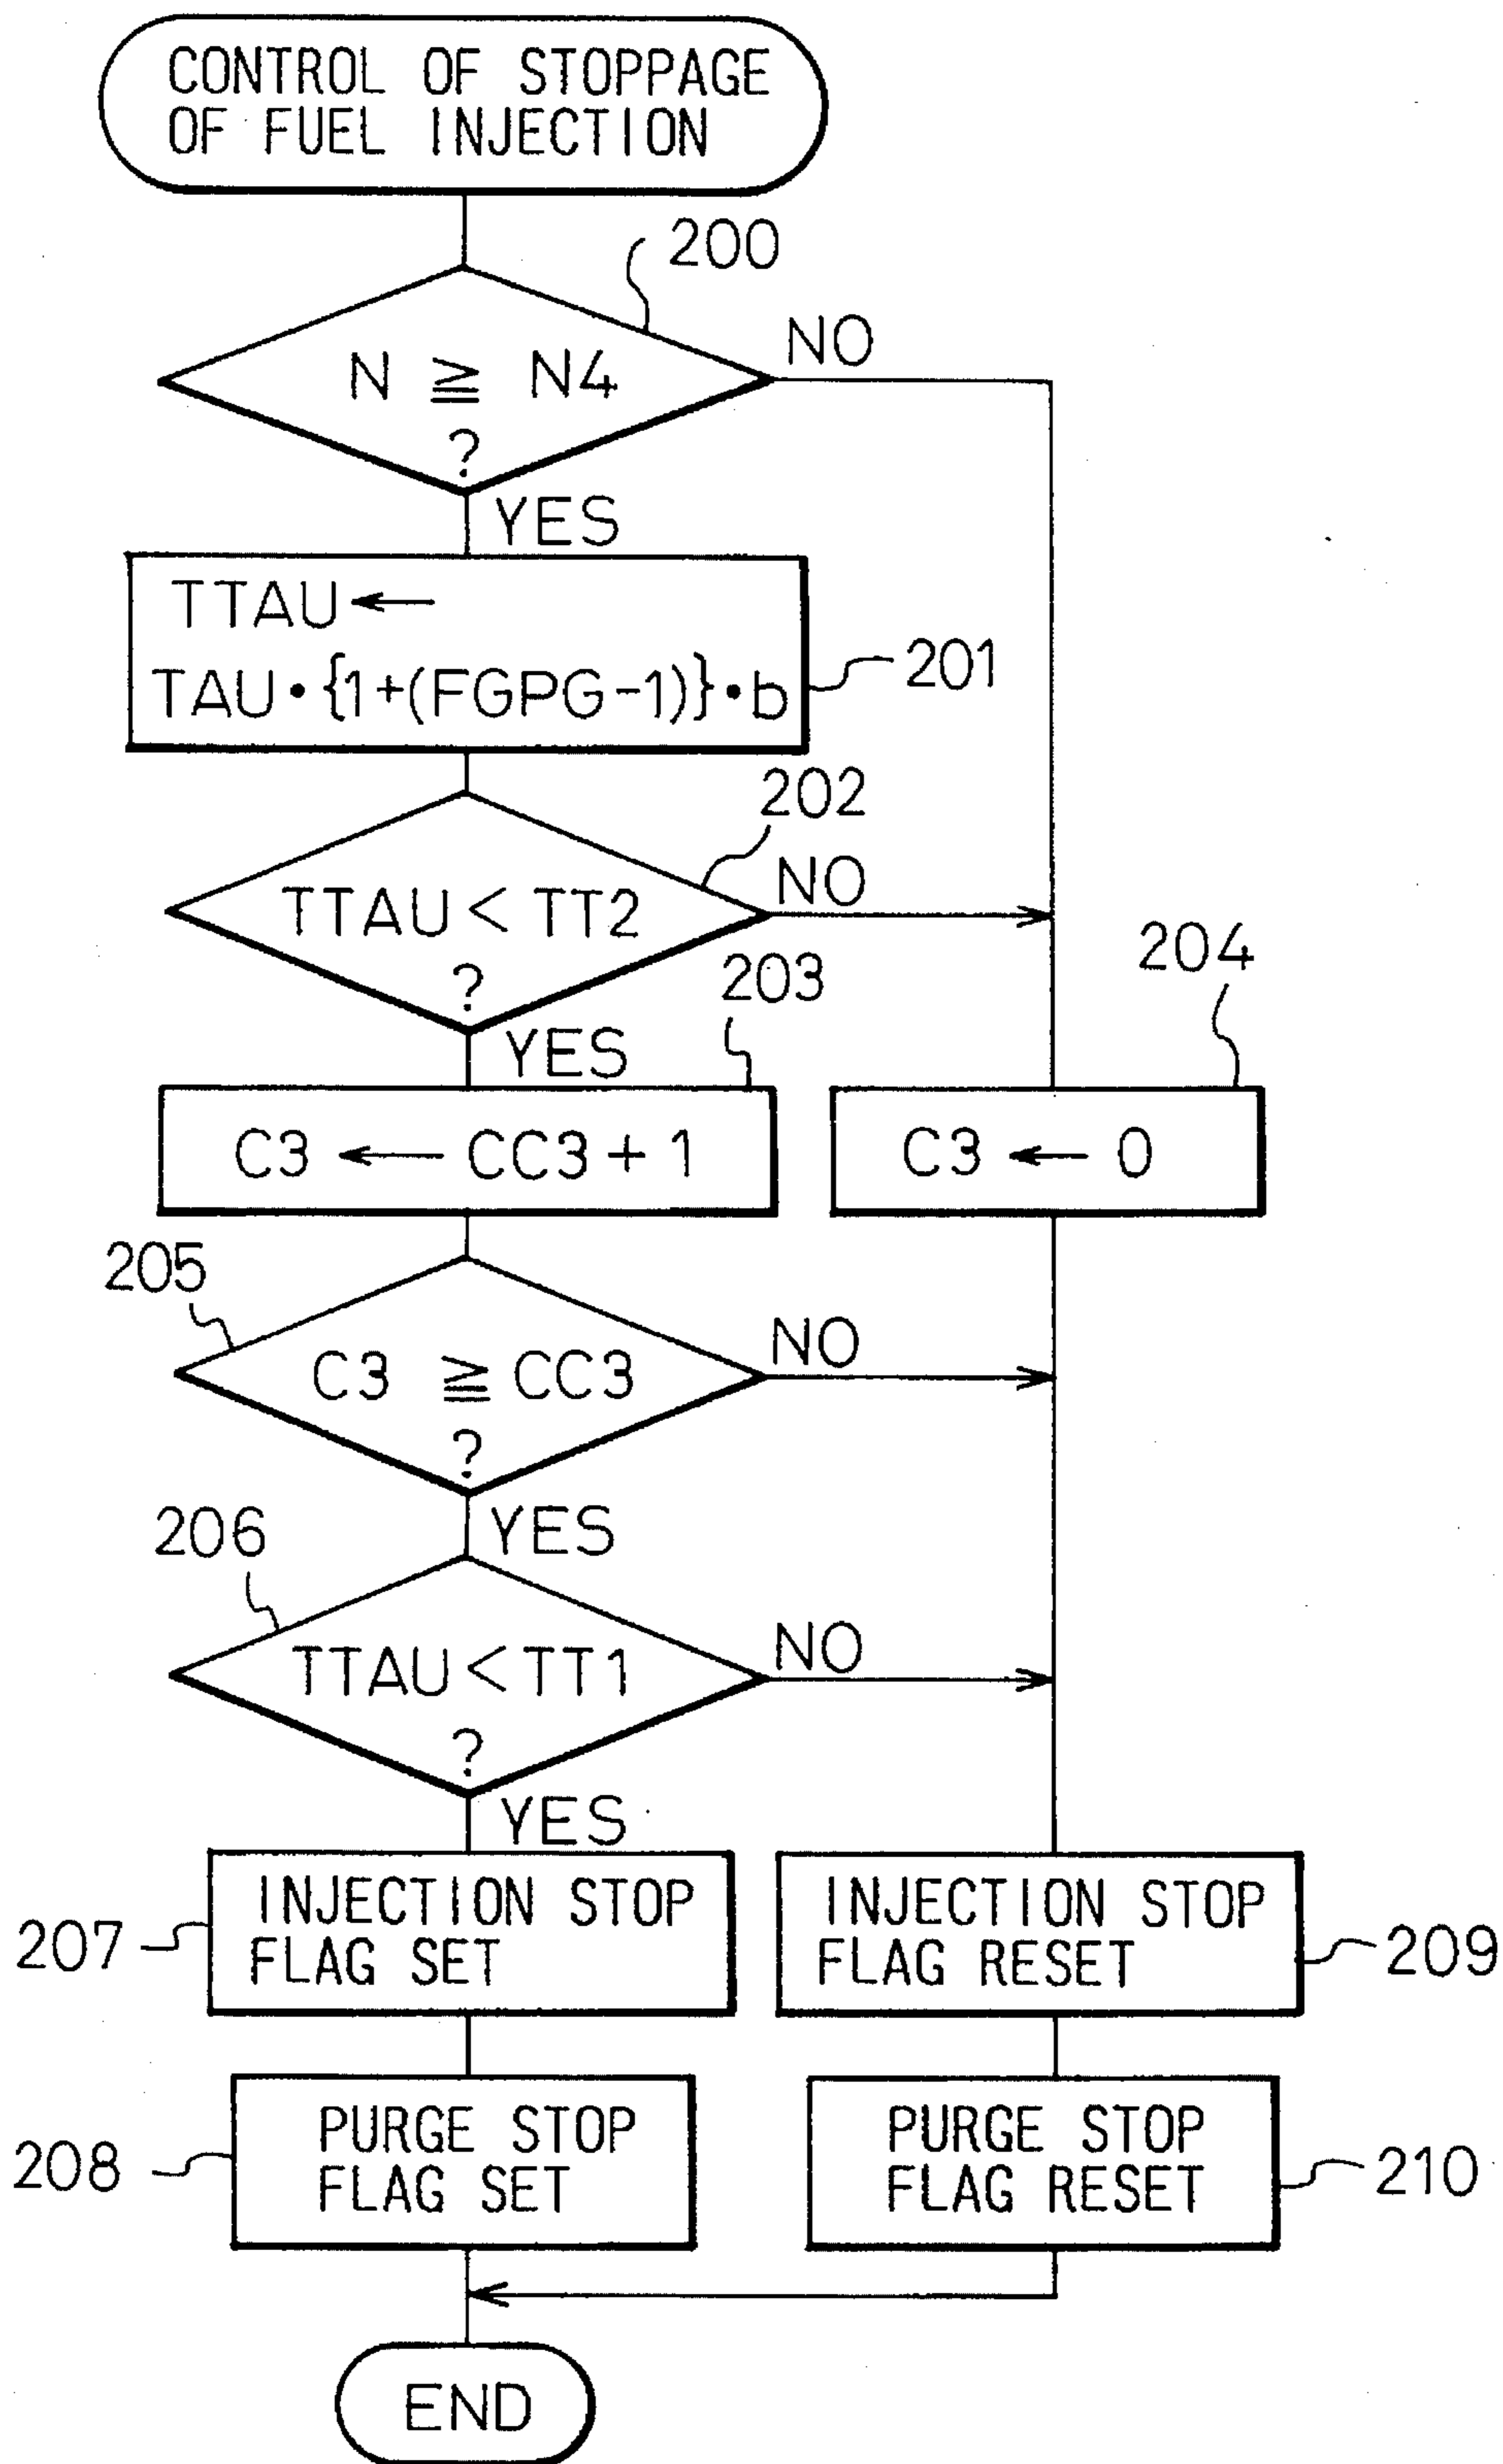 CONTROL OF STOPPAGE
OF FUEL INJECTION
200
N ≧ N4
?
NO
YES
TTAU←
TAU•{1+(FGPG-1)}•b
201
202
TTAU < TT2
?
NO
YES
203
204
C3 ← CC3 + 1
C3 ← 0
205
C3 ≧ CC3
?
NO
YES
206
TTAU < TT1
?
NO
YES
INJECTION STOP
FLAG SET
207
INJECTION STOP
FLAG RESET
209
PURGE STOP
FLAG SET
208
PURGE STOP
FLAG RESET
210
END